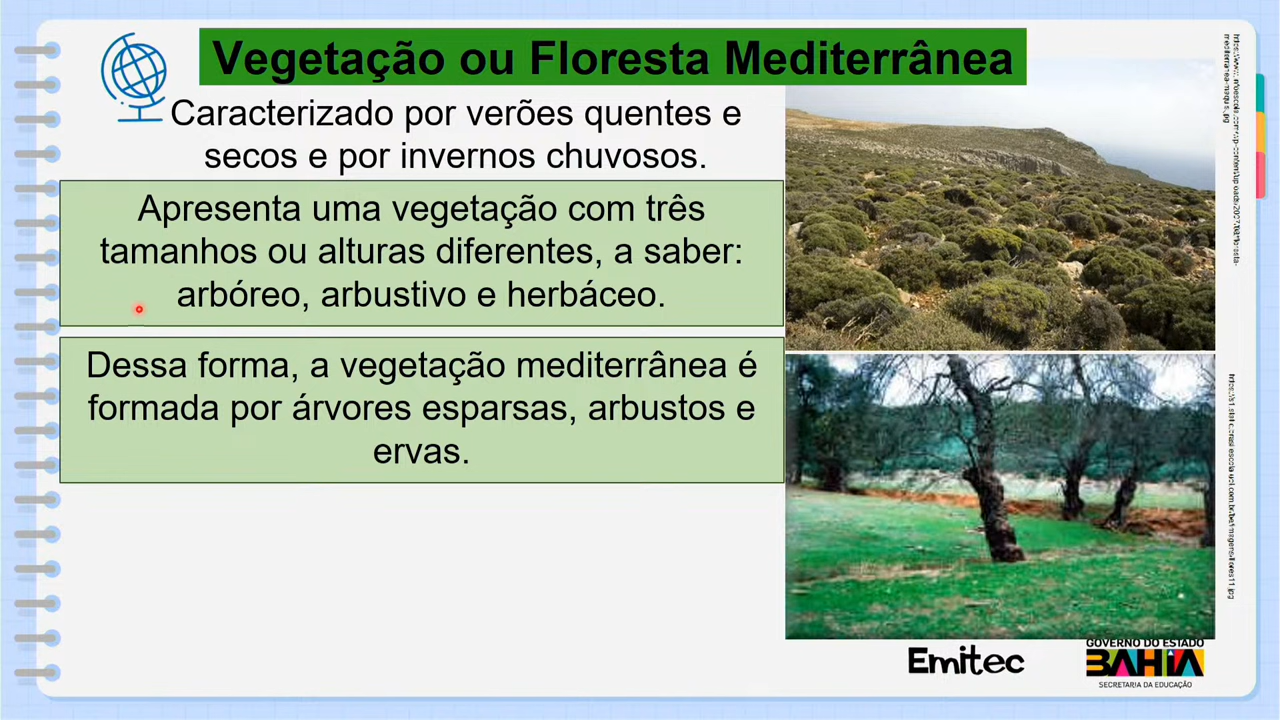 Vegetação ou Floresta Mediterrânea
Caracterizado por verões quentes e
secos e por invernos chuvosos.
Apresenta uma vegetação com três
tamanhos ou alturas diferentes, a saber:
arbóreo, arbustivo e herbáceo.
Dessa forma, a vegetação mediterrânea é
formada por árvores esparsas, arbustos e
ervas.
Emitec
GOVERNO DO ESTADO
BAHIA
SECRETARIA DA EDUCAÇÃO